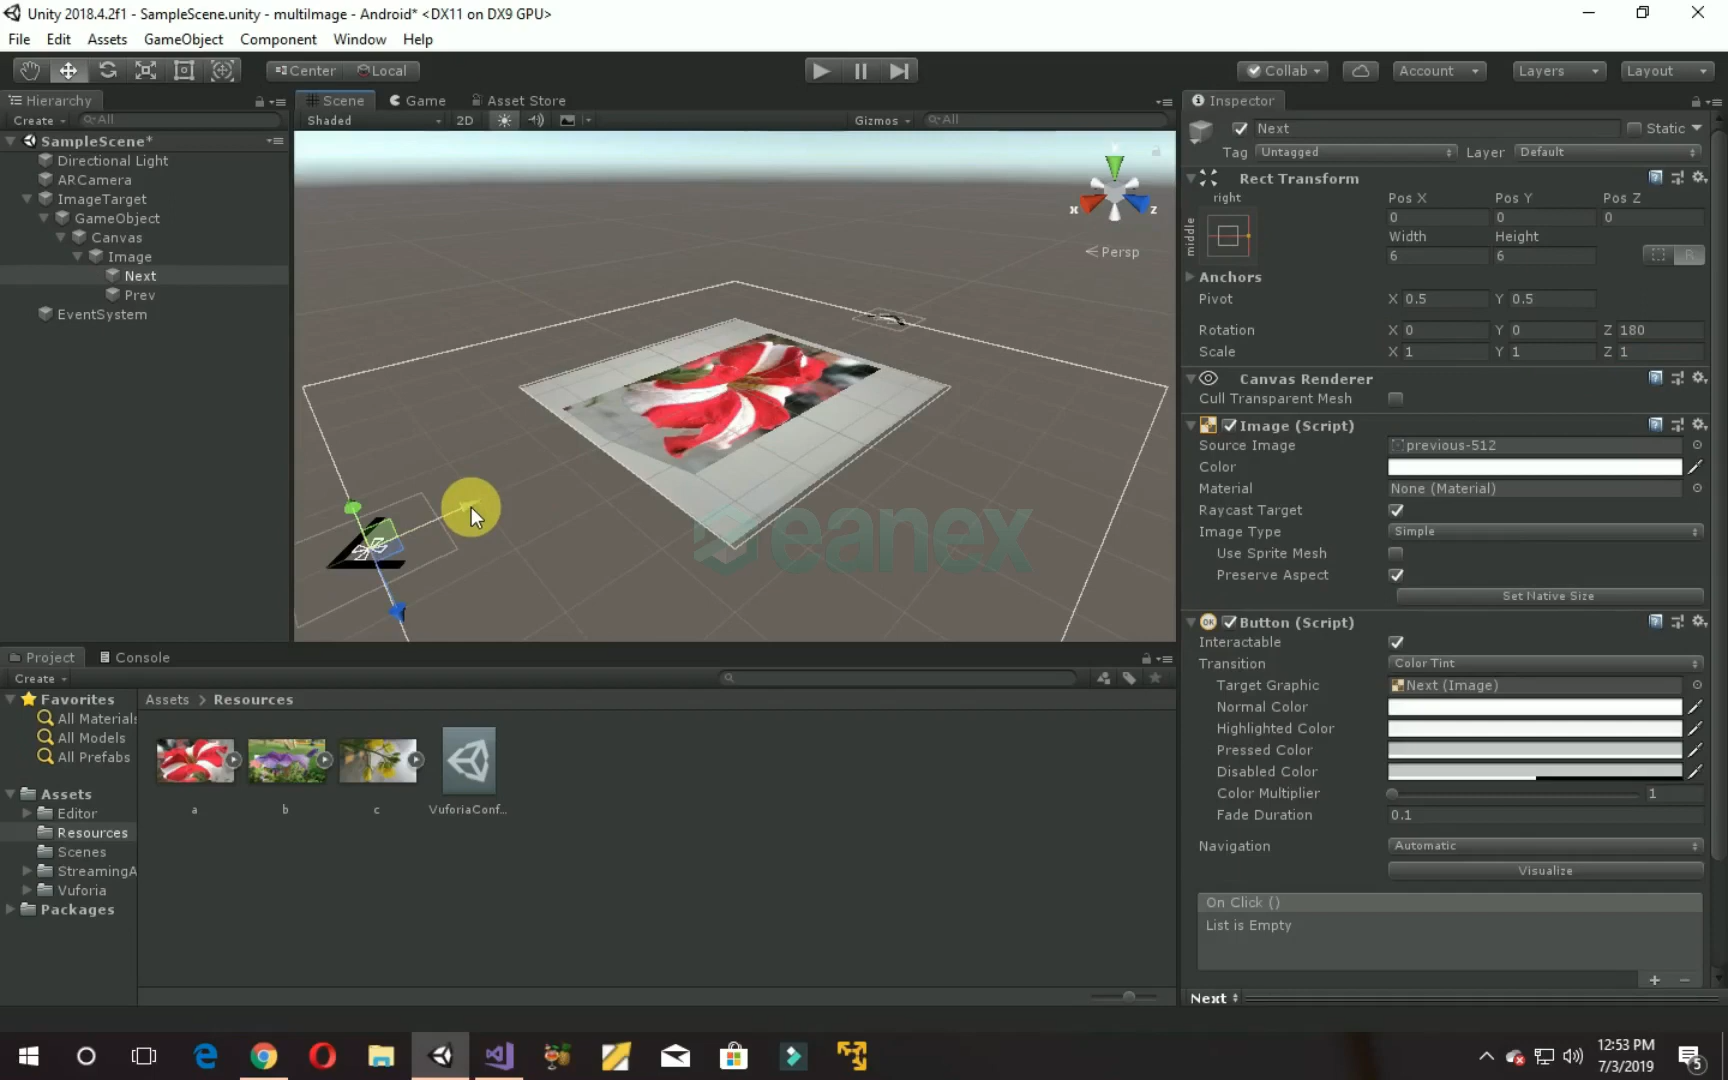 Unity 2018.4.2f1 - SampleScene.unity - multiImage - Android* <DX11 on DX9 GPU>
File Edit Assets GameObject Component Window Help
Center Local Collab Account Layers Layout
Hierarchy
Create All
SampleScene*
Directional Light
ARCamera
ImageTarget
GameObject
Canvas
Image
Next
Prev
EventSystem
Scene Game Asset Store
Shaded 2D Gizmos All
x z
Persp
eanex
Inspector
Next Static
Tag Untagged Layer Default
Rect Transform
right Pos X Pos Y Pos Z
middle 0 0 0
Width Height
6 6 R
Anchors
Pivot X 0.5 Y 0.5
Rotation X 0 Y 0 Z 180
Scale X 1 Y 1 Z 1
Canvas Renderer
Cull Transparent Mesh
Image (Script)
Source Image previous-512
Color
Material None (Material)
Raycast Target
Image Type Simple
Use Sprite Mesh
Preserve Aspect
Set Native Size
OK Button (Script)
Interactable
Transition Color Tint
Target Graphic Next (Image)
Normal Color
Highlighted Color
Pressed Color
Disabled Color
Color Multiplier 1
Fade Duration 0.1
Navigation Automatic
Visualize
On Click ()
List is Empty
Next
Project Console
Create
Favorites
All Materials
All Models
All Prefabs
Assets
Editor
Resources
Scenes
StreamingA
Vuforia
Packages
Assets > Resources
a b c VuforiaConf...
12:53 PM
7/3/2019
5